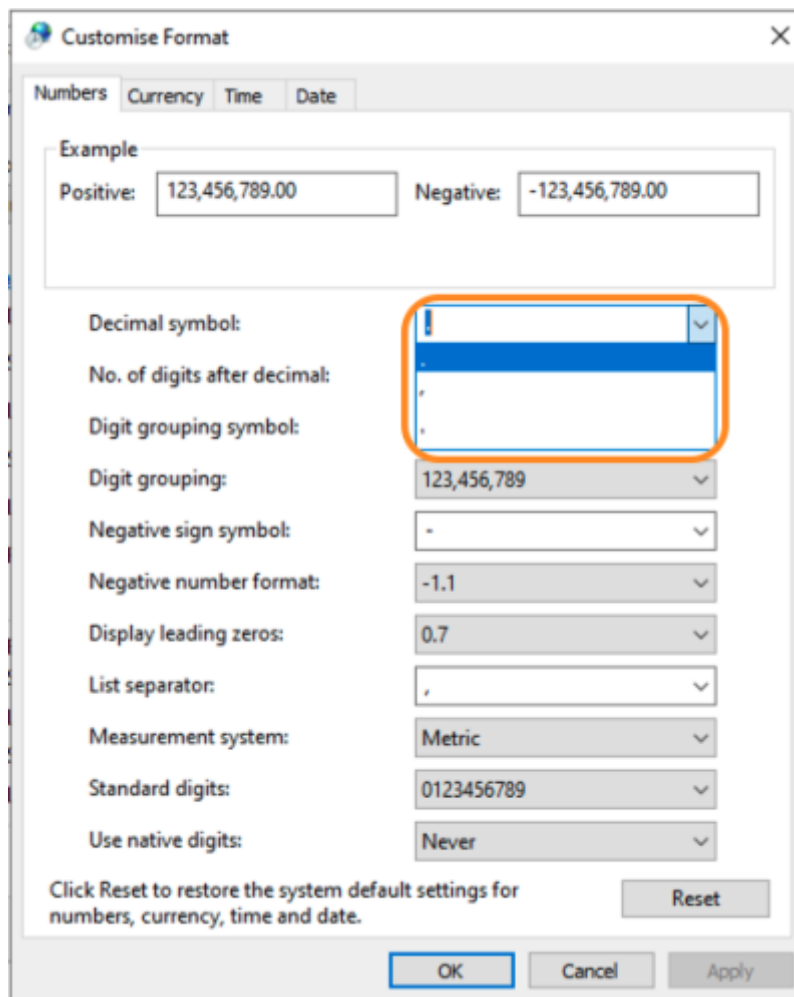 Customise Format
Numbers Currency Time Date
Example
Positive: 123,456,789.00 Negative: -123,456,789.00
Decimal symbol: .
.
No. of digits after decimal:
,
Digit grouping symbol:
Digit grouping: 123,456,789
Negative sign symbol: -
Negative number format: -1.1
Display leading zeros: 0.7
List separator: ,
Measurement system: Metric
Standard digits: 0123456789
Use native digits: Never
Click Reset to restore the system default settings for
numbers, currency, time and date.
Reset
OK Cancel Apply